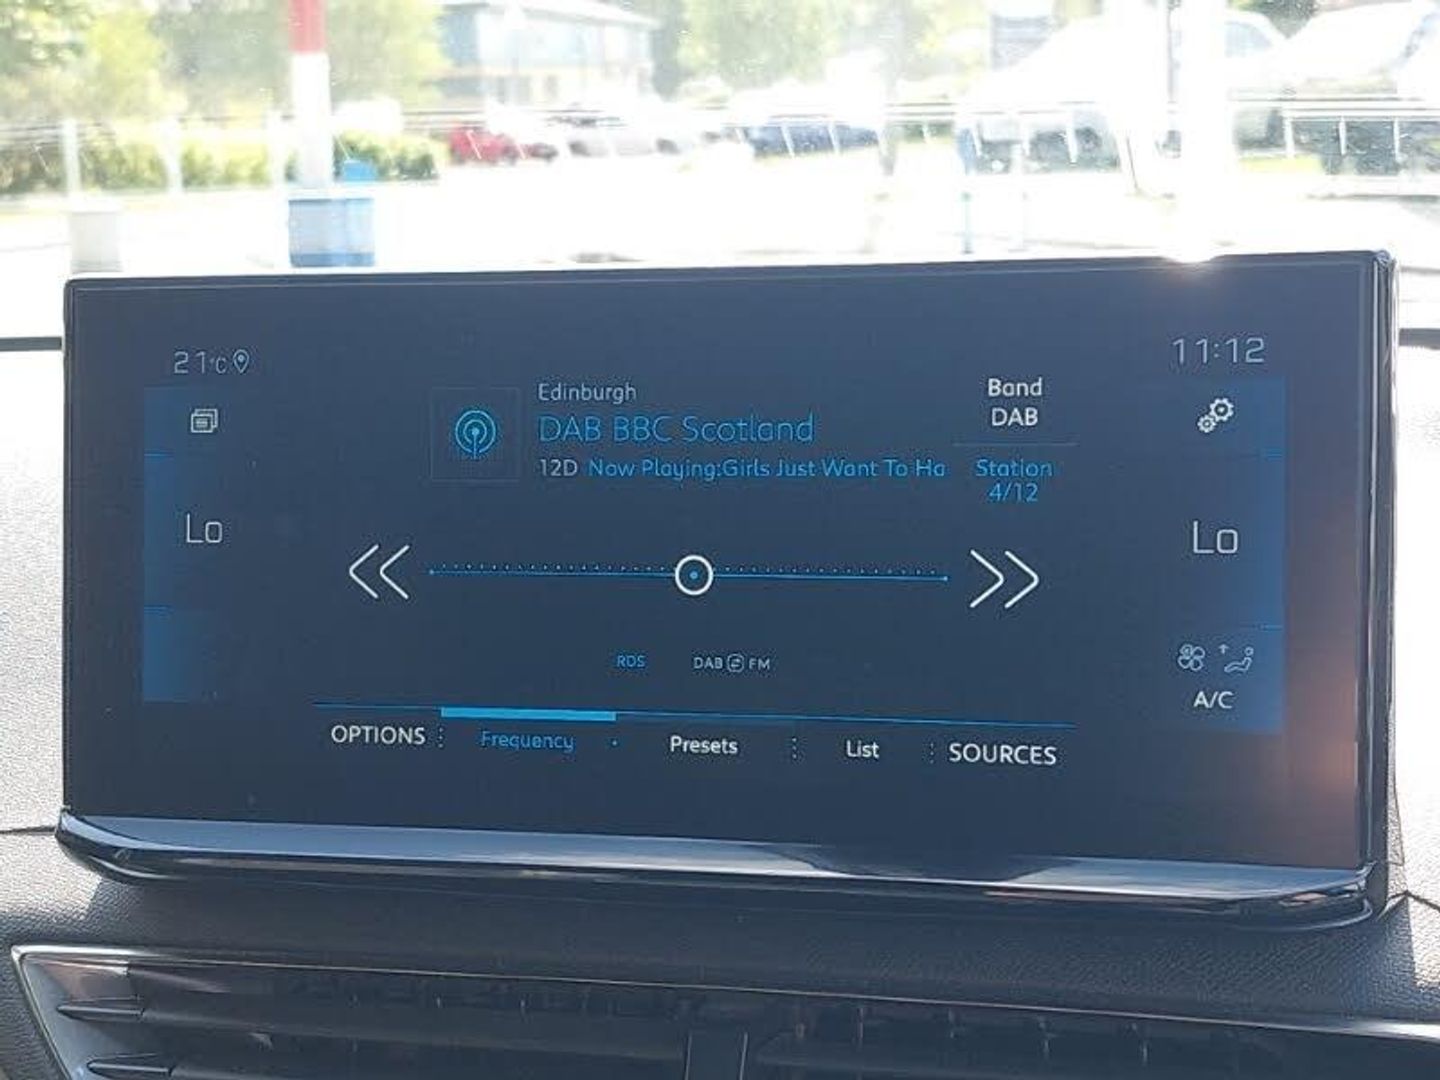 21°C
11:12
Edinburgh
DAB BBC Scotland
12D Now Playing:Girls Just Want To Ha
Band
DAB
Station
4/12
Lo
Lo
RDS
DAB FM
A/C
OPTIONS Frequency Presets List SOURCES